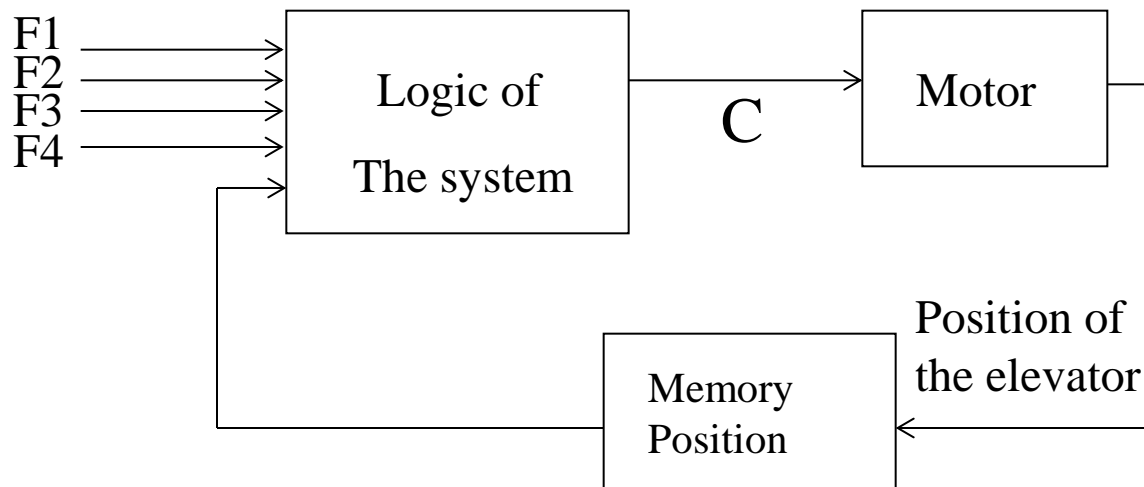 F1
F2
F3
F4
Logic of
The system
C
Motor
Position of
the elevator
Memory
Position